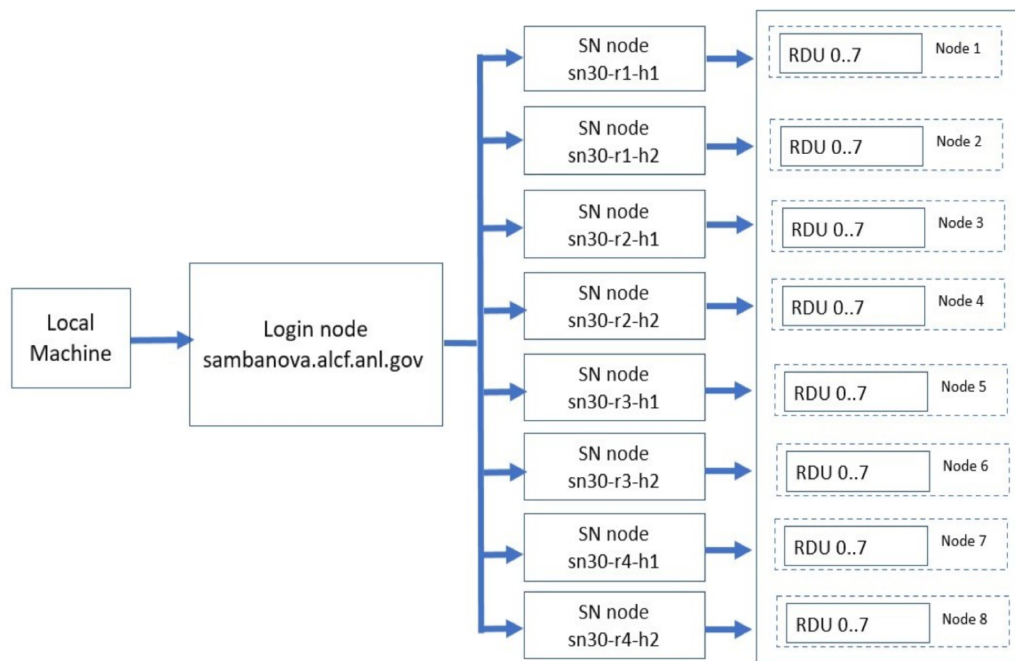 Local
Machine
Login node
sambanova.alcf.anl.gov
SN node
sn30-r1-h1
RDU 0..7
Node 1
SN node
sn30-r1-h2
RDU 0..7
Node 2
SN node
sn30-r2-h1
RDU 0..7
Node 3
SN node
sn30-r2-h2
RDU 0..7
Node 4
SN node
sn30-r3-h1
RDU 0..7
Node 5
SN node
sn30-r3-h2
RDU 0..7
Node 6
SN node
sn30-r4-h1
RDU 0..7
Node 7
SN node
sn30-r4-h2
RDU 0..7
Node 8